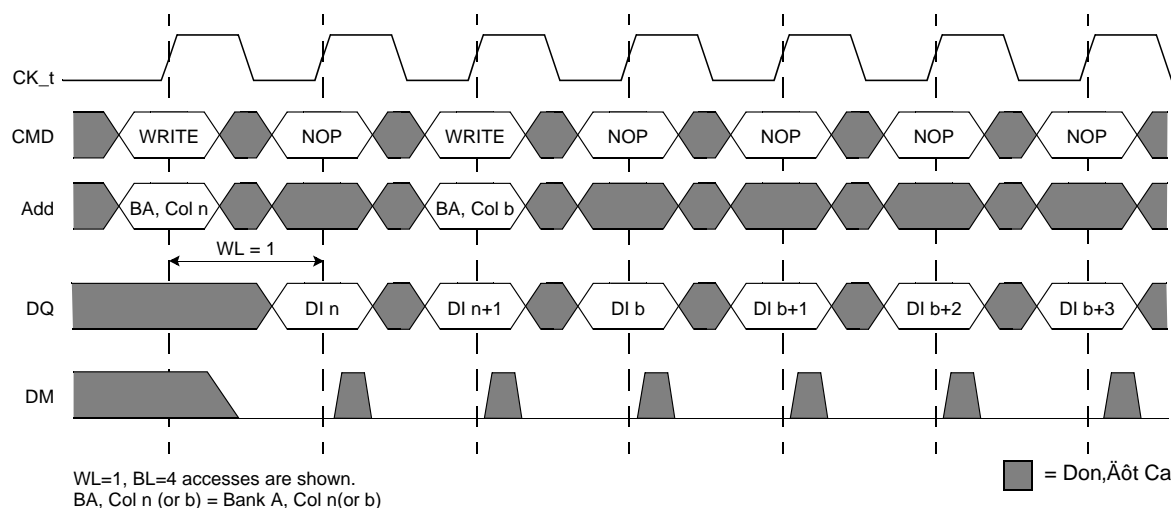 CK_t
CMD WRITE NOP WRITE NOP NOP NOP NOP
Add BA, Col n BA, Col b
WL = 1
DQ DI n DI n+1 DI b DI b+1 DI b+2 DI b+3
DM
WL=1, BL=4 accesses are shown.
= Don‚Äôt Ca
BA, Col n (or b) = Bank A, Col n(or b)